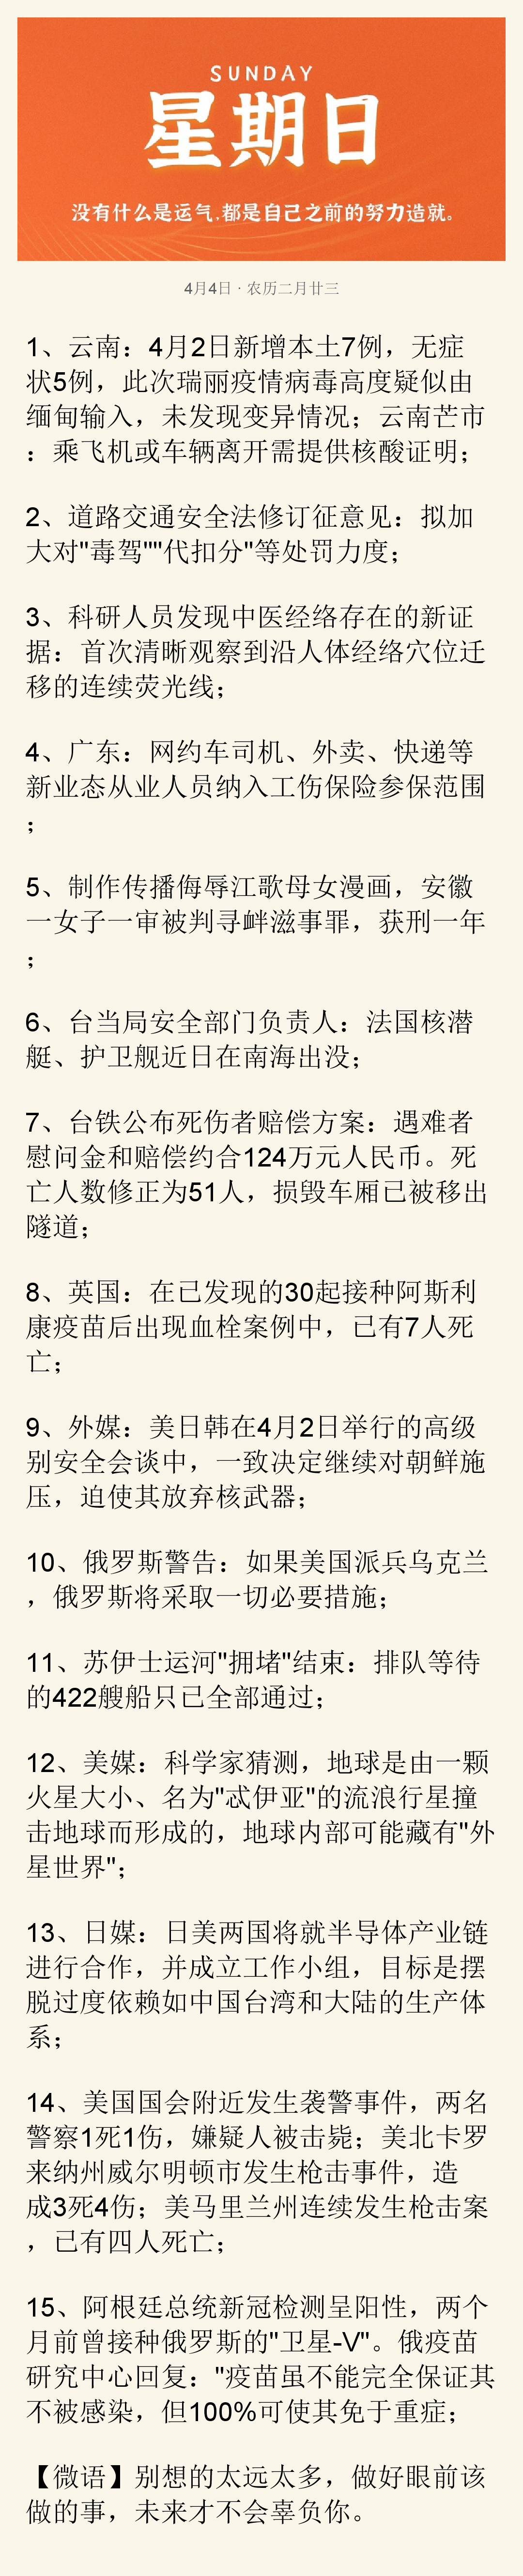 SUNDAY
星期日
没有什么是运气,都是自己之前的努力造就。
4月4日 · 农历二月廿三
1、云南：4月2日新增本土7例，无症
状5例，此次瑞丽疫情病毒高度疑似由
缅甸输入，未发现变异情况；云南芒市
：乘飞机或车辆离开需提供核酸证明；
2、道路交通安全法修订征意见：拟加
大对"毒驾""代扣分"等处罚力度；
3、科研人员发现中医经络存在的新证
据：首次清晰观察到沿人体经络穴位迁
移的连续荧光线；
4、广东：网约车司机、外卖、快递等
新业态从业人员纳入工伤保险参保范围
；
5、制作传播侮辱江歌母女漫画，安徽
一女子一审被判寻衅滋事罪，获刑一年
；
6、台当局安全部门负责人：法国核潜
艇、护卫舰近日在南海出没；
7、台铁公布死伤者赔偿方案：遇难者
慰问金和赔偿约合124万元人民币。死
亡人数修正为51人，损毁车厢已被移出
隧道；
8、英国：在已发现的30起接种阿斯利
康疫苗后出现血栓案例中，已有7人死
亡；
9、外媒：美日韩在4月2日举行的高级
别安全会谈中，一致决定继续对朝鲜施
压，迫使其放弃核武器；
10、俄罗斯警告：如果美国派兵乌克兰
，俄罗斯将采取一切必要措施；
11、苏伊士运河"拥堵"结束：排队等待
的422艘船只已全部通过；
12、美媒：科学家猜测，地球是由一颗
火星大小、名为"忒伊亚"的流浪行星撞
击地球而形成的，地球内部可能藏有"外
星世界"；
13、日媒：日美两国将就半导体产业链
进行合作，并成立工作小组，目标是摆
脱过度依赖如中国台湾和大陆的生产体
系；
14、美国国会附近发生袭警事件，两名
警察1死1伤，嫌疑人被击毙；美北卡罗
来纳州威尔明顿市发生枪击事件，造
成3死4伤；美马里兰州连续发生枪击案
，已有四人死亡；
15、阿根廷总统新冠检测呈阳性，两个
月前曾接种俄罗斯的"卫星-V"。俄疫苗
研究中心回复："疫苗虽不能完全保证其
不被感染，但100%可使其免于重症；
【微语】别想的太远太多，做好眼前该
做的事，未来才不会辜负你。